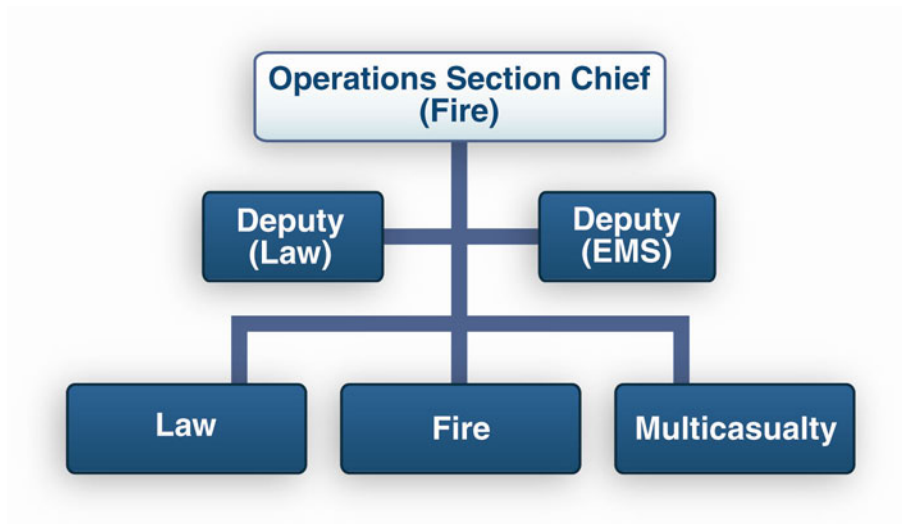 Operations Section Chief
(Fire)
Deputy
(Law)
Deputy
(EMS)
Law
Fire
Multicasualty